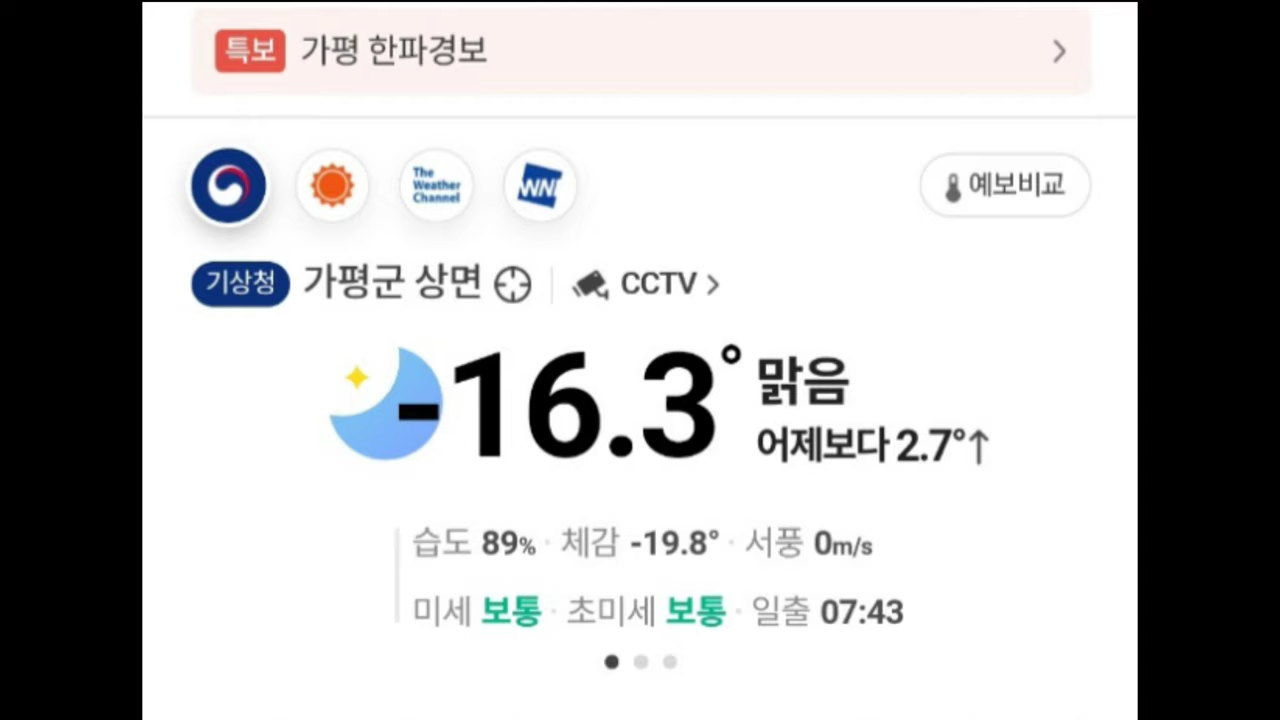 특보 가평 한파경보
The Weather Channel
WNI
예보비교
기상청 가평군 상면 CCTV >
-16.3° 맑음
어제보다 2.7°↑
습도 89% · 체감 -19.8° · 서풍 0m/s
미세 보통 · 초미세 보통 · 일출 07:43